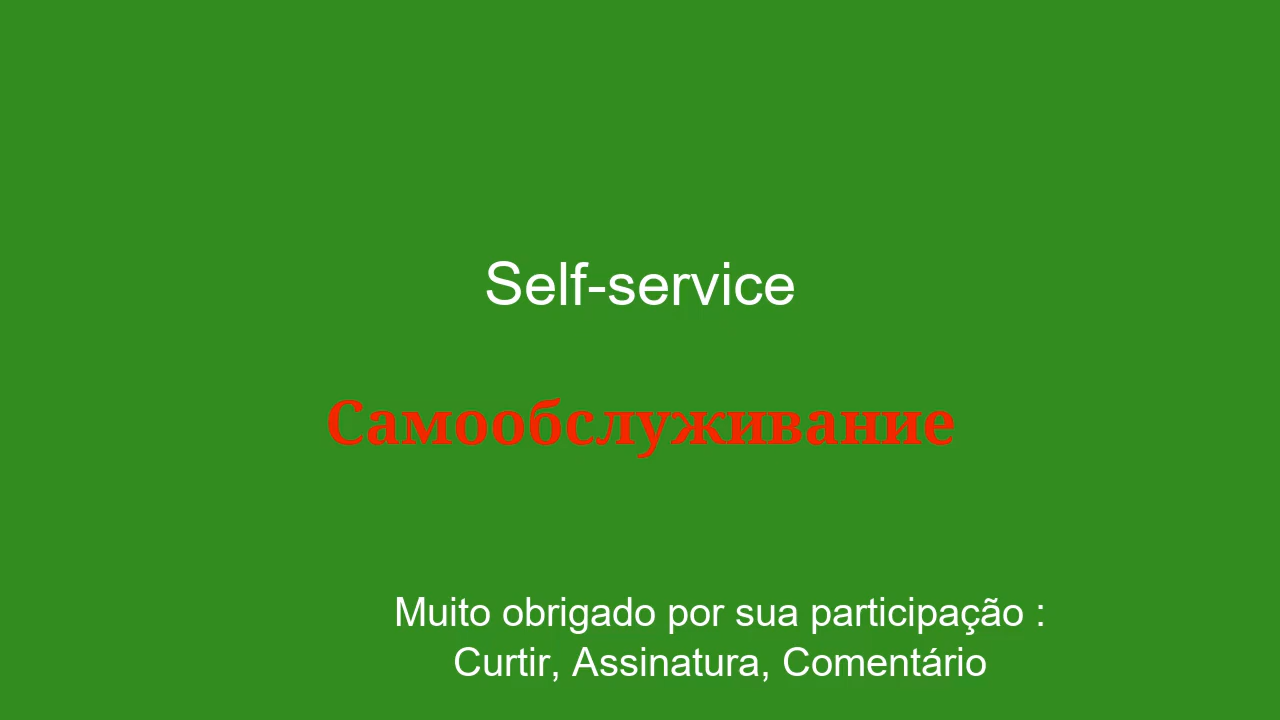 Self-service
Самообслуживание
Muito obrigado por sua participação :
Curtir, Assinatura, Comentário